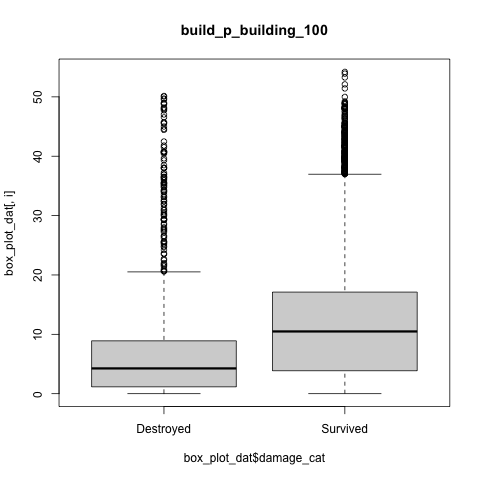 build_p_building_100
box_plot_dat[, i]
50
40
30
20
10
0
Destroyed
Survived
box_plot_dat$damage_cat